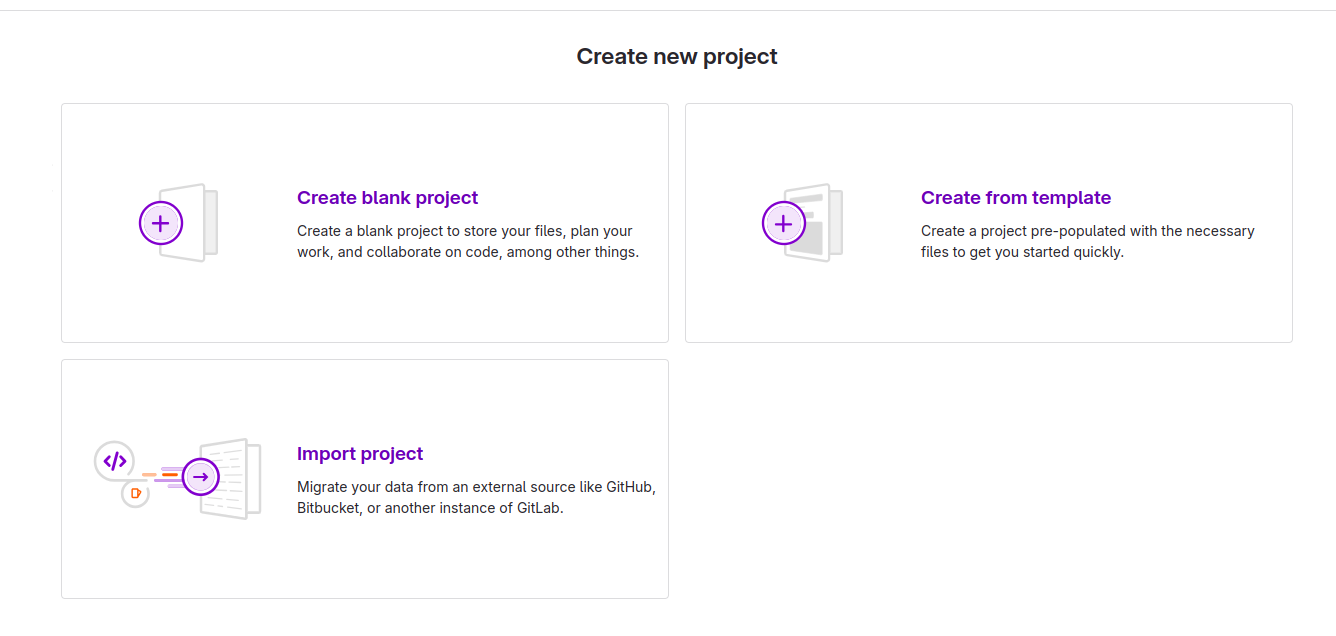 Create new project
Create blank project
Create a blank project to store your files, plan your
work, and collaborate on code, among other things.
Create from template
Create a project pre-populated with the necessary
files to get you started quickly.
Import project
Migrate your data from an external source like GitHub,
Bitbucket, or another instance of GitLab.